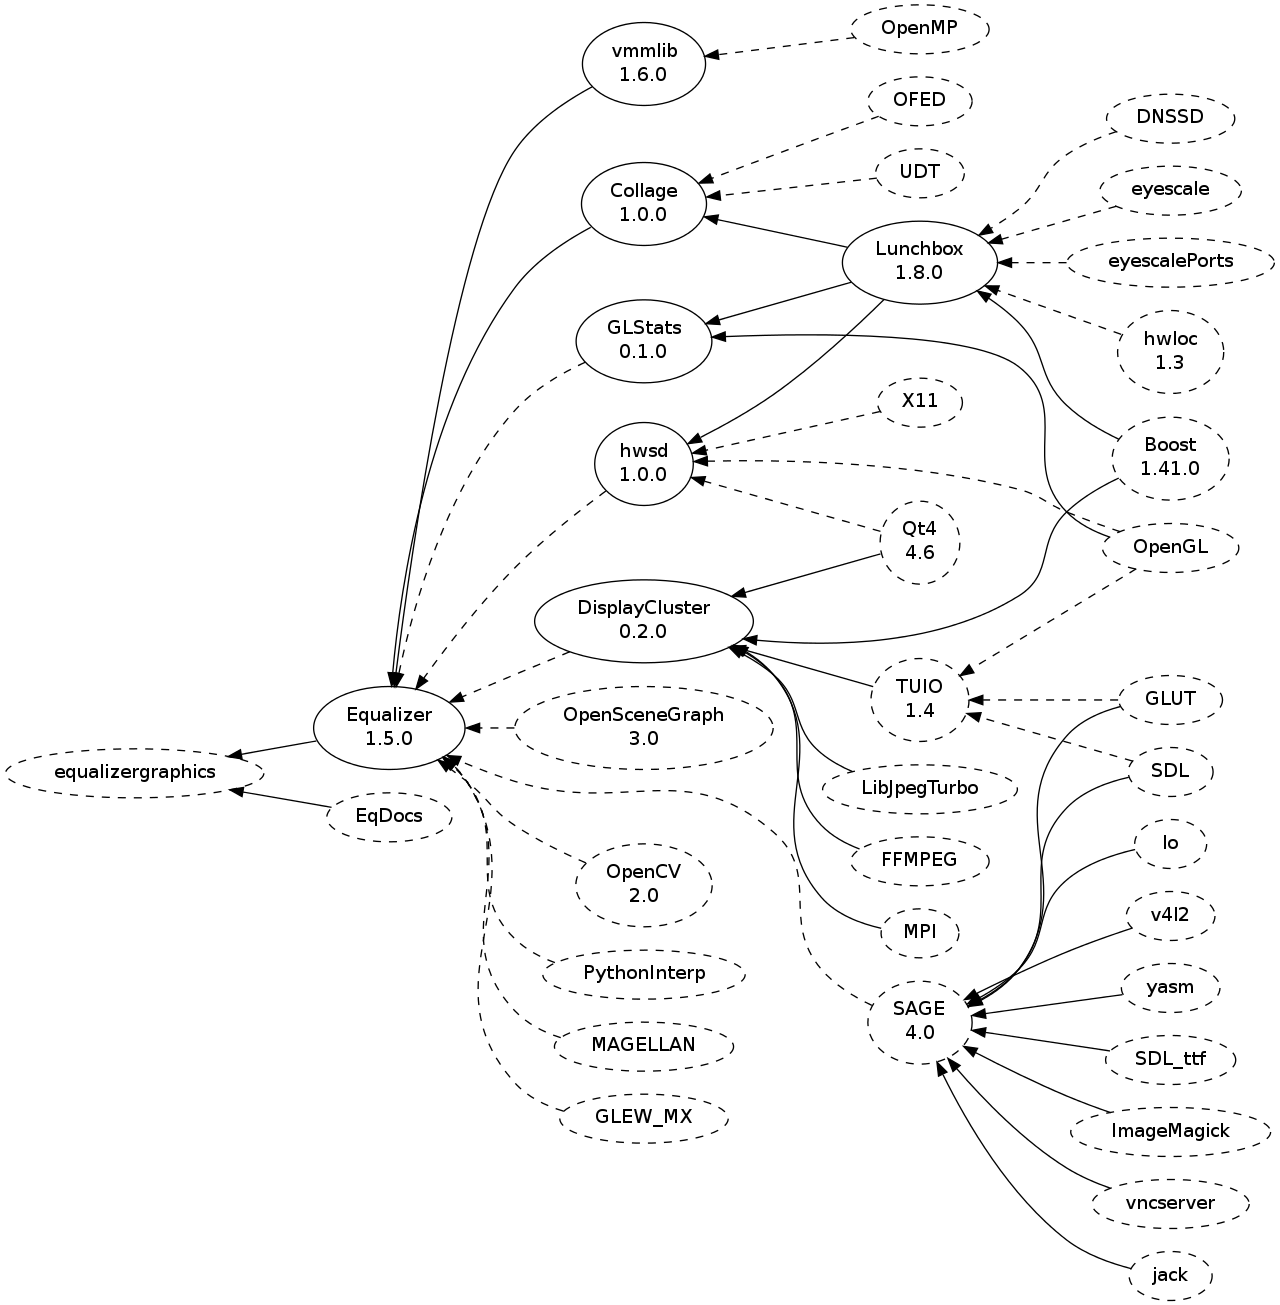 OpenMP
vmmlib
1.6.0
OFED
DNSSD
UDT
eyescale
Collage
1.0.0
Lunchbox
1.8.0
eyescalePorts
GLStats
0.1.0
hwloc
1.3
X11
hwsd
1.0.0
Boost
1.41.0
Qt4
4.6
OpenGL
DisplayCluster
0.2.0
TUIO
1.4
GLUT
Equalizer
1.5.0
OpenSceneGraph
3.0
equalizergraphics
SDL
LibJpegTurbo
EqDocs
lo
FFMPEG
OpenCV
2.0
v4l2
MPI
PythonInterp
yasm
SAGE
4.0
MAGELLAN
SDL_ttf
GLEW_MX
ImageMagick
vncserver
jack